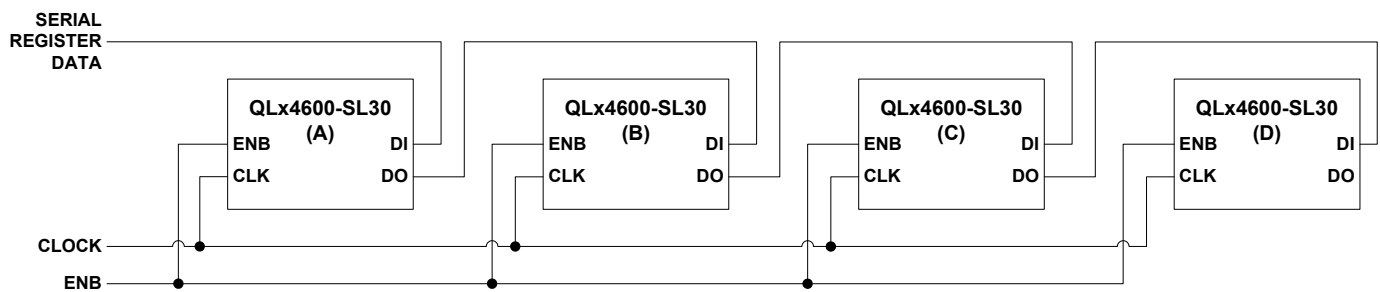 SERIAL
REGISTER
DATA
QLx4600-SL30
(A)
ENB DI
CLK DO
QLx4600-SL30
(B)
ENB DI
CLK DO
QLx4600-SL30
(C)
ENB DI
CLK DO
QLx4600-SL30
(D)
ENB DI
CLK DO
CLOCK
ENB